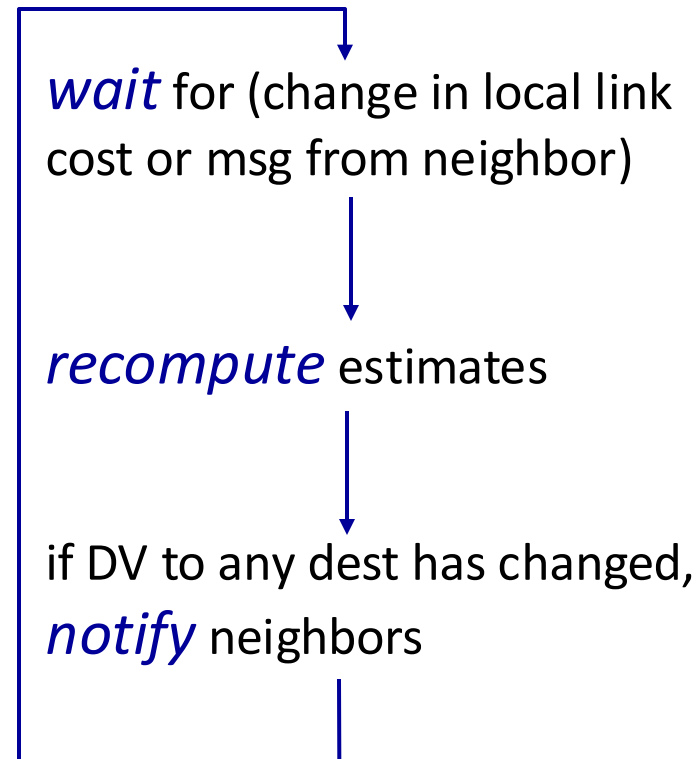 wait for (change in local link
cost or msg from neighbor)
recompute estimates
if DV to any dest has changed,
notify neighbors